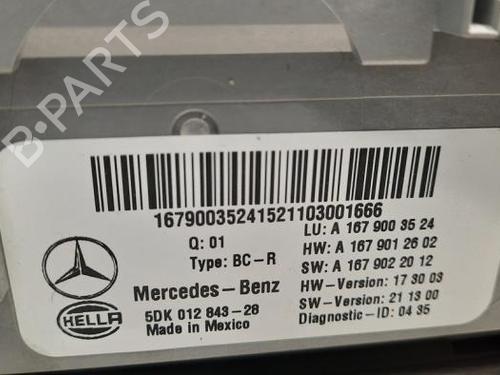 B-PARTS
16790035241521103001666
Q: 01
Type: BC-R
Mercedes-Benz
HELLA
5DK 012 843-28
Made in Mexico
LU: A 167 900 35 24
HW: A 167 901 26 02
SW: A 167 902 20 12
HW-Version: 17 30 03
SW-Version: 21 13 00
Diagnostic-ID: 04 35